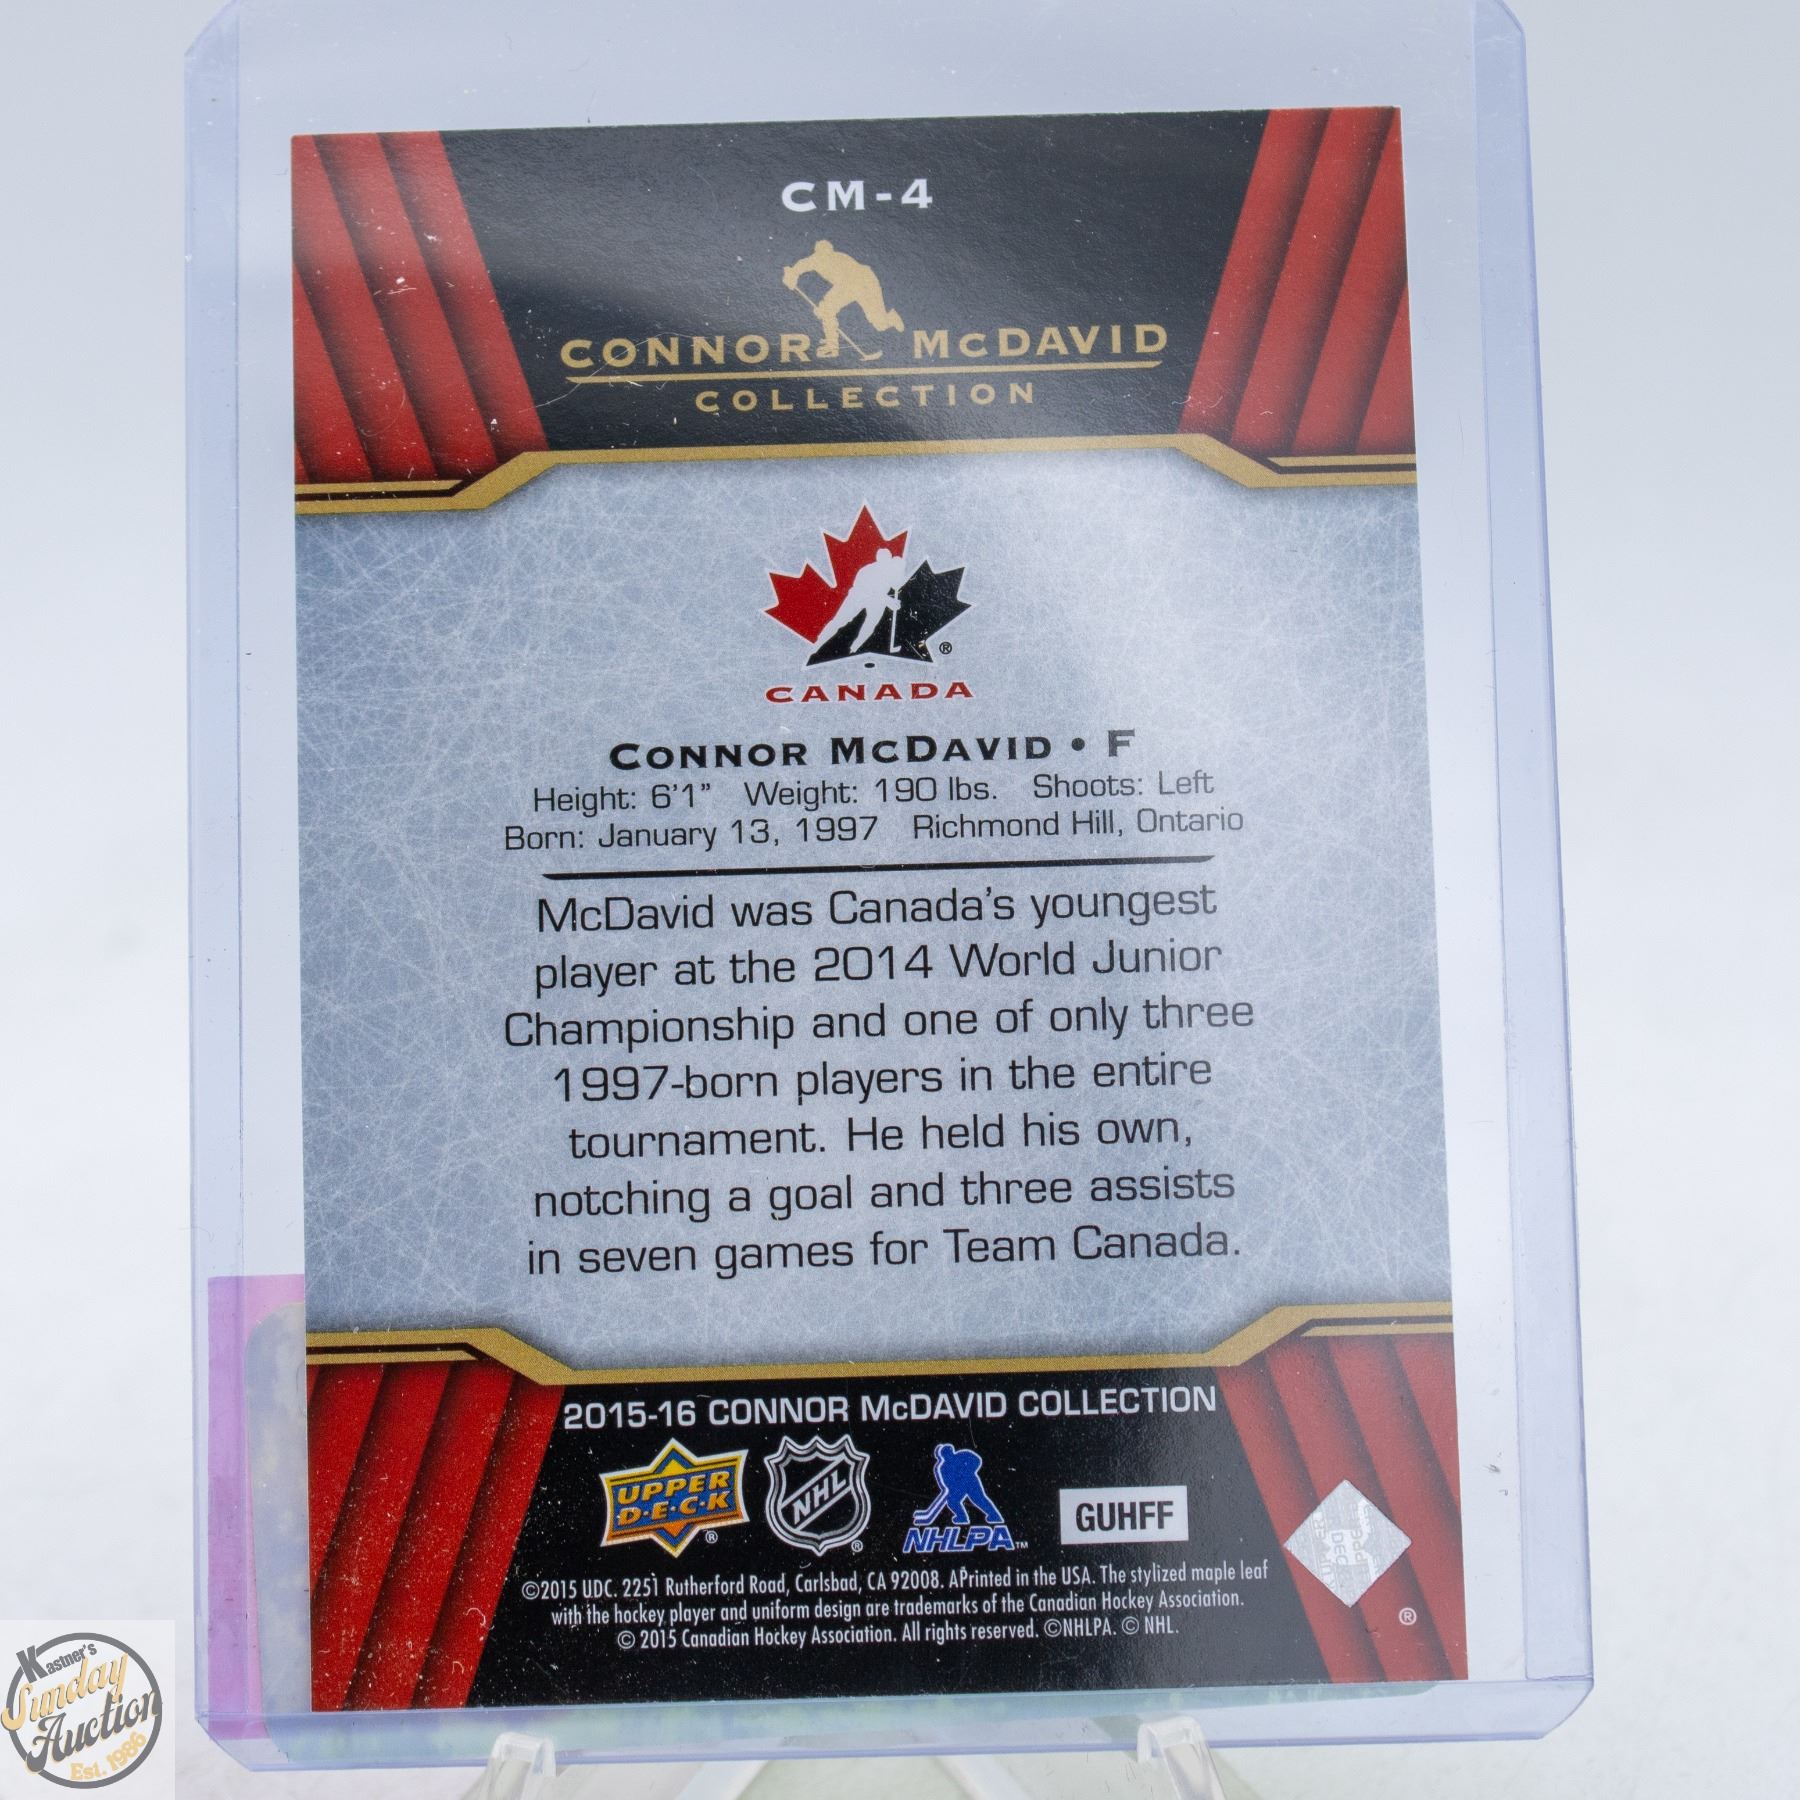 CM-4
CONNOR McDAVID
COLLECTION
CANADA
CONNOR McDAVID • F
Height: 6'1” Weight: 190 lbs. Shoots: Left
Born: January 13, 1997 Richmond Hill, Ontario
McDavid was Canada's youngest
player at the 2014 World Junior
Championship and one of only three
1997-born players in the entire
tournament. He held his own,
notching a goal and three assists
in seven games for Team Canada.
2015-16 CONNOR McDAVID COLLECTION
UPPER
D·E·C·K
NHL
NHLPA™
GUHFF
©2015 UDC. 2251 Rutherford Road, Carlsbad, CA 92008. APrinted in the USA. The stylized maple leaf
with the hockey player and uniform design are trademarks of the Canadian Hockey Association.
© 2015 Canadian Hockey Association. All rights reserved. ©NHLPA. © NHL.
Kastner's
Sunday
Auction
Est. 1986